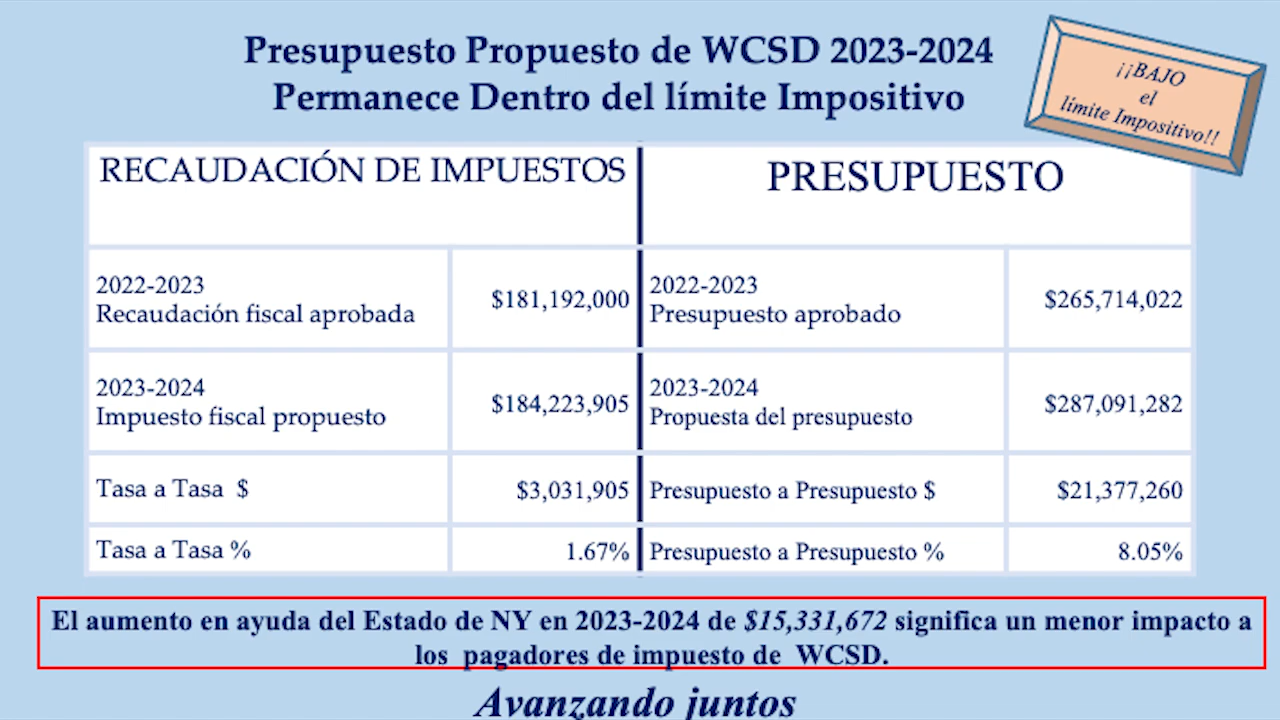 Presupuesto Propuesto de WCSD 2023-2024
Permanece Dentro del límite Impositivo
¡¡BAJO
el
límite Impositivo!!
RECAUDACIÓN DE IMPUESTOS
PRESUPUESTO
2022-2023
Recaudación fiscal aprobada
$181,192,000
2022-2023
Presupuesto aprobado
$265,714,022
2023-2024
Impuesto fiscal propuesto
$184,223,905
2023-2024
Propuesta del presupuesto
$287,091,282
Tasa a Tasa $
$3,031,905
Presupuesto a Presupuesto $
$21,377,260
Tasa a Tasa %
1.67%
Presupuesto a Presupuesto %
8.05%
El aumento en ayuda del Estado de NY en 2023-2024 de $15,331,672 significa un menor impacto a
los pagadores de impuesto de WCSD.
Avanzando juntos